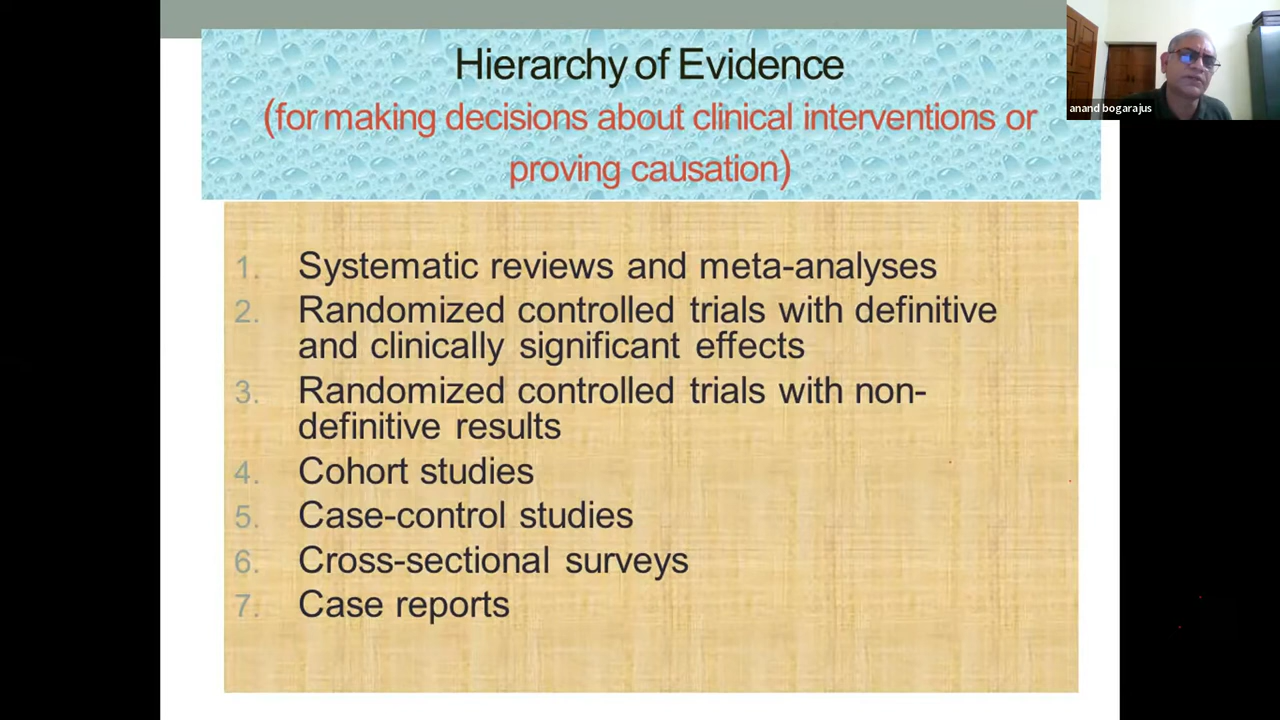 Hierarchy of Evidence
(for making decisions about clinical interventions or
proving causation)
anand bogarajus
1. Systematic reviews and meta-analyses
2. Randomized controlled trials with definitive
and clinically significant effects
3. Randomized controlled trials with non-
definitive results
4. Cohort studies
5. Case-control studies
6. Cross-sectional surveys
7. Case reports